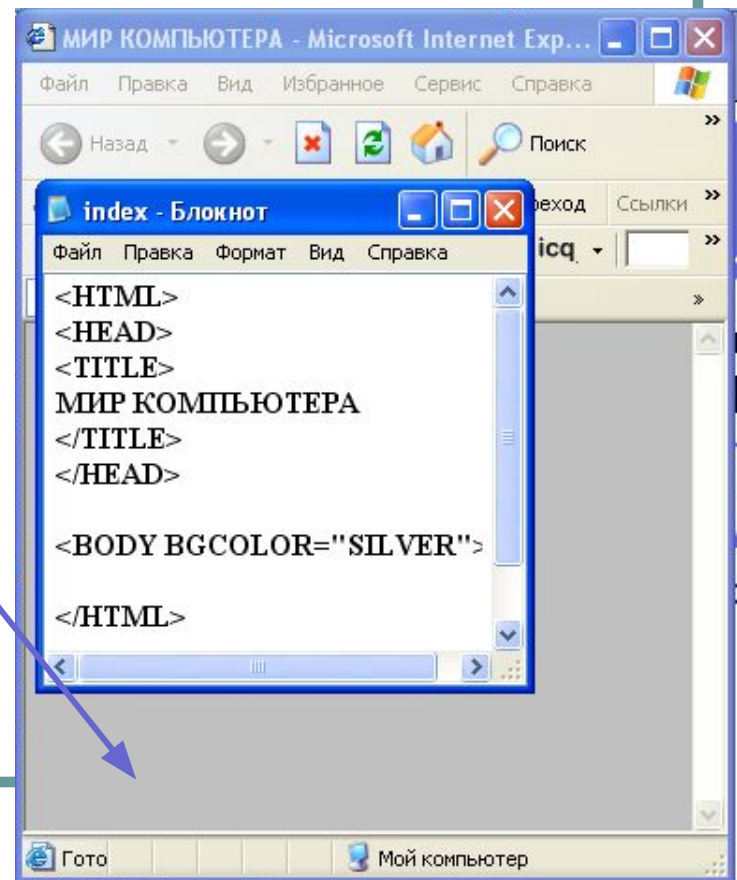 МИР КОМПЬЮТЕРА - Microsoft Internet Exp...
Файл Правка Вид Избранное Сервис Справка
Назад Поиск »
Ссылки »
index - Блокнот
icq »
Файл Правка Формат Вид Справка
»
<HTML>
<HEAD>
<TITLE>
МИР КОМПЬЮТЕРА
</TITLE>
</HEAD>
<BODY BGCOLOR="SILVER">
</HTML>
Гото
Мой компьютер